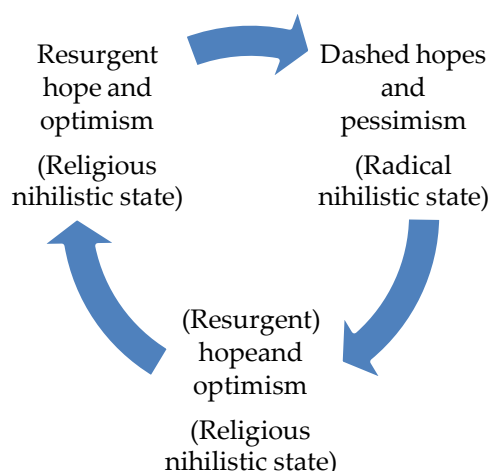 Resurgent
hope and
optimism
(Religious
nihilistic state)
Dashed hopes
and
pessimism
(Radical
nihilistic state)
(Resurgent)
hopeand
optimism
(Religious
nihilistic state)